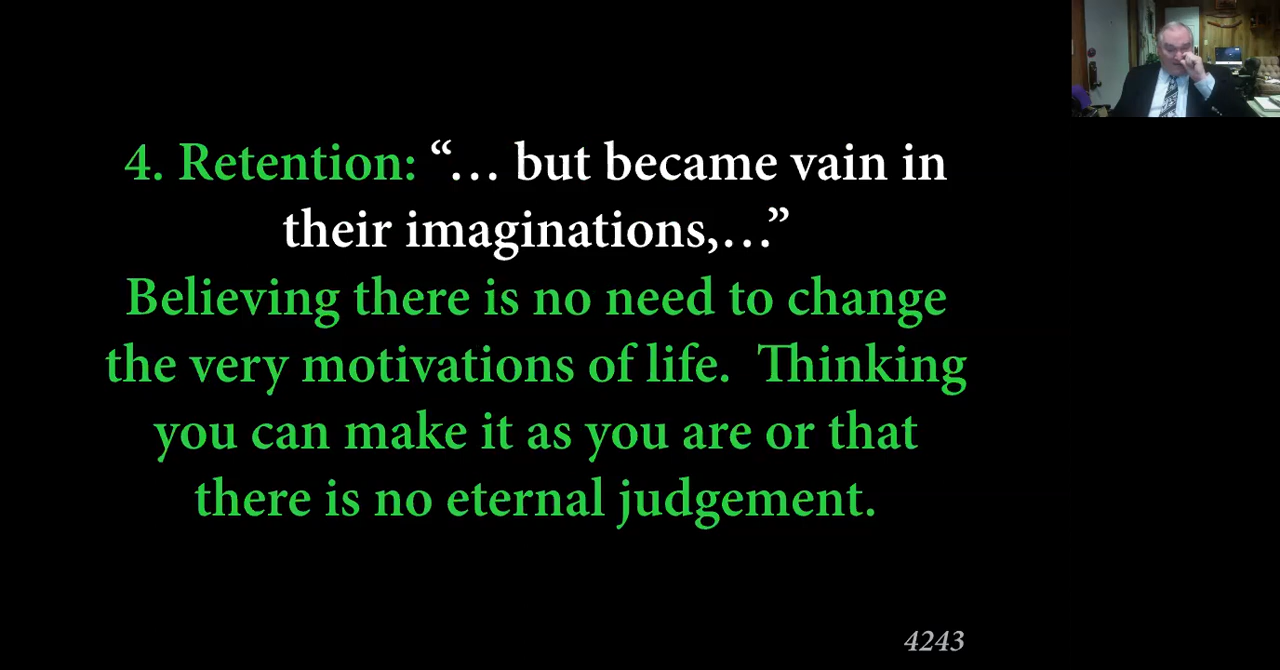 4. Retention: “… but became vain in
their imaginations,…”
Believing there is no need to change
the very motivations of life.  Thinking
you can make it as you are or that
there is no eternal judgement.
4243